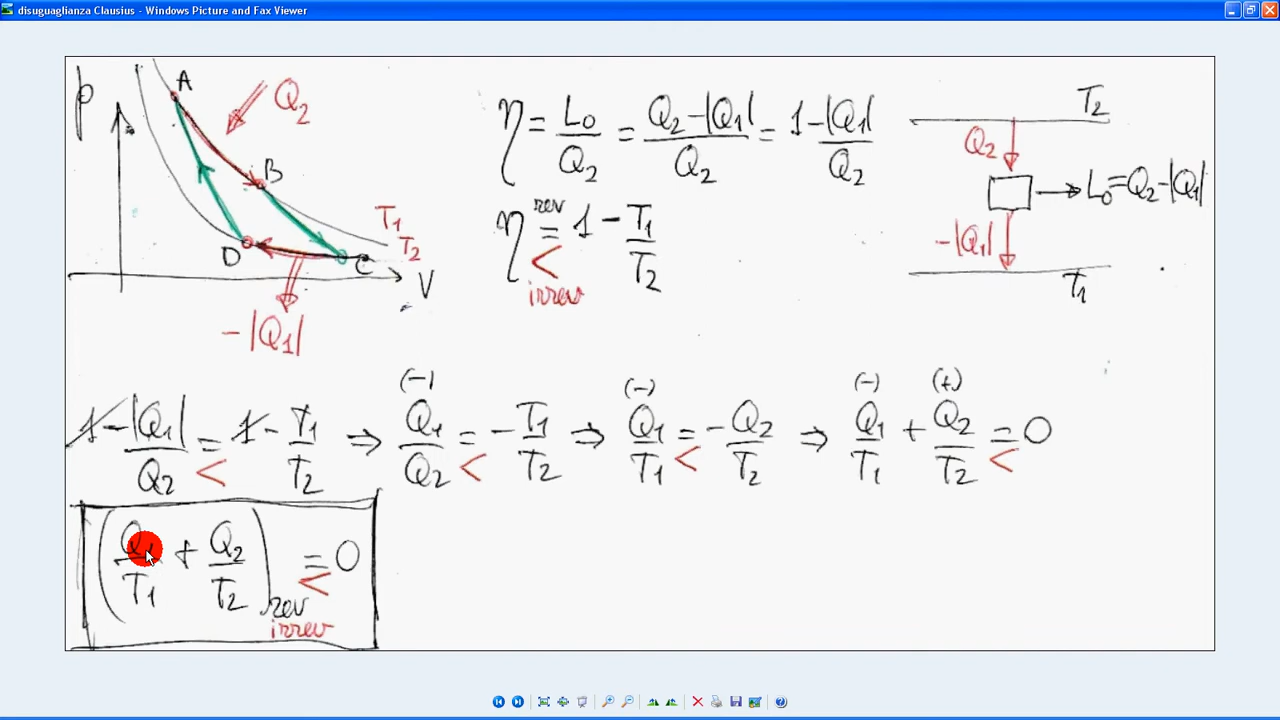 disuguaglianza Clausius - Windows Picture and Fax Viewer
P
A
Q2
B
T1
T2
D
C
V
-|Q1|
η = L0/Q2 = Q2-|Q1|/Q2 = 1-|Q1|/Q2
η rev = 1 - T1/T2
<
irrev
T2
Q2
L0=Q2-|Q1|
-|Q1|
T1
(-) (-) (-) (+)
1-|Q1|/Q2 = 1-T1/T2 ⇒ Q1/Q2 = -T1/T2 ⇒ Q1/T1 = -Q2/T2 ⇒ Q1/T1 + Q2/T2 = 0
< < < <
(Q1/T1 + Q2/T2) rev = 0
irrev <